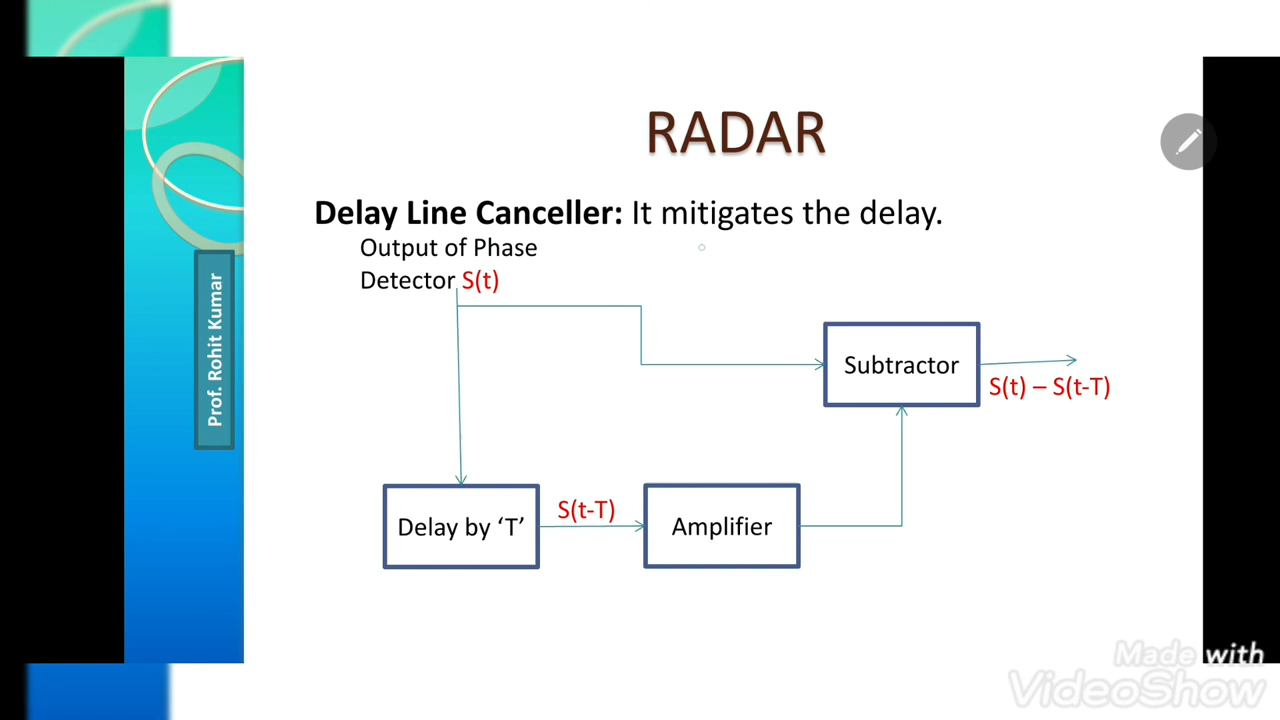 RADAR
Delay Line Canceller: It mitigates the delay.
Output of Phase
Detector S(t)
Prof. Rohit Kumar
Subtractor
S(t) – S(t-T)
Delay by ‘T’
S(t-T)
Amplifier
Made with
VideoShow